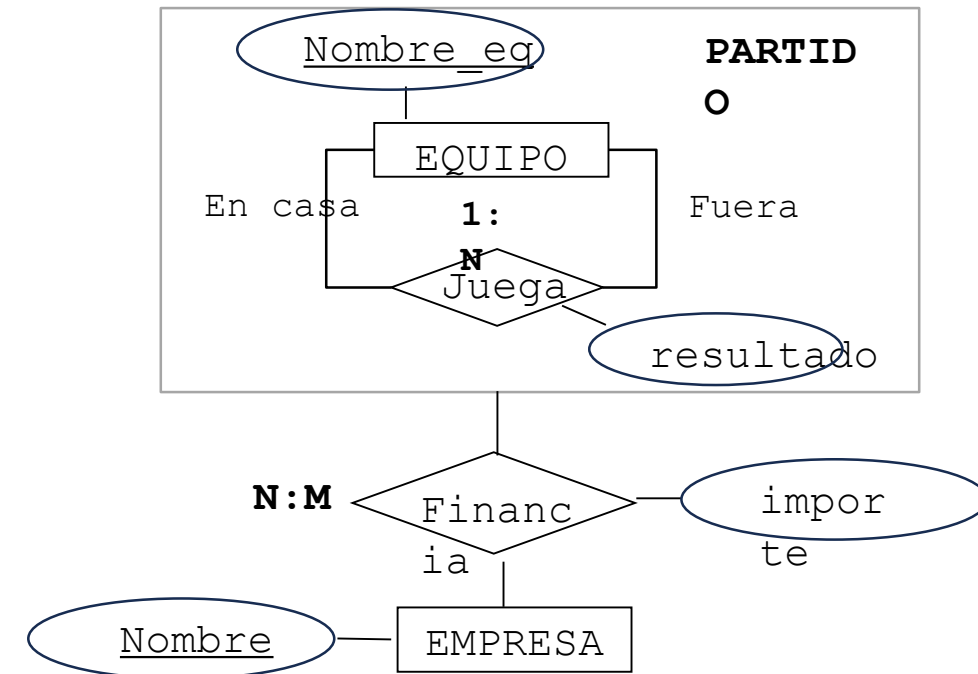 Nombre_eq
PARTID
O
EQUIPO
En casa
1:
N
Fuera
Juega
resultado
N:M
Financ
ia
impor
te
Nombre
EMPRESA